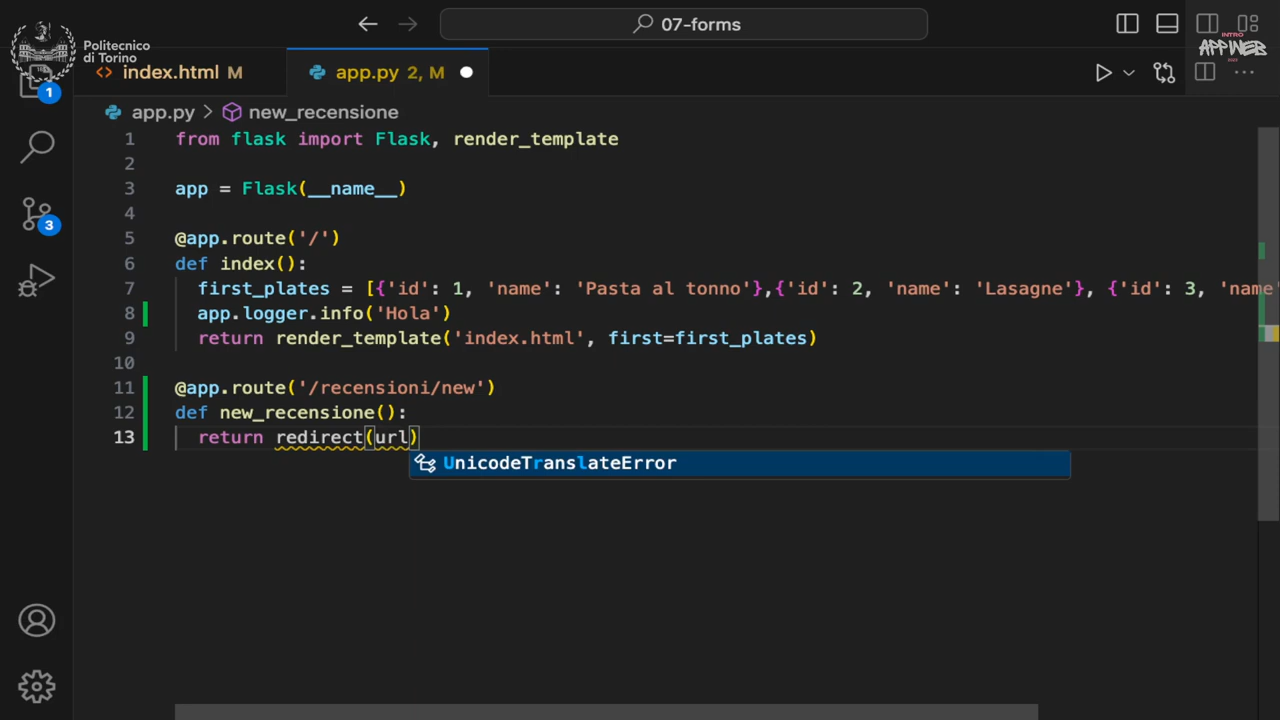 07-forms
Politecnico
di Torino
INTRO
APPIWEB
index.html M
app.py 2, M
1
app.py > new_recensione
1 from flask import Flask, render_template
2
3 app = Flask(__name__)
4
5 @app.route('/')
6 def index():
7 first_plates = [{'id': 1, 'name': 'Pasta al tonno'},{'id': 2, 'name': 'Lasagne'}, {'id': 3, 'name'
8 app.logger.info('Hola')
9 return render_template('index.html', first=first_plates)
10
11 @app.route('/recensioni/new')
12 def new_recensione():
13 return redirect(url)
3
UnicodeTranslateError